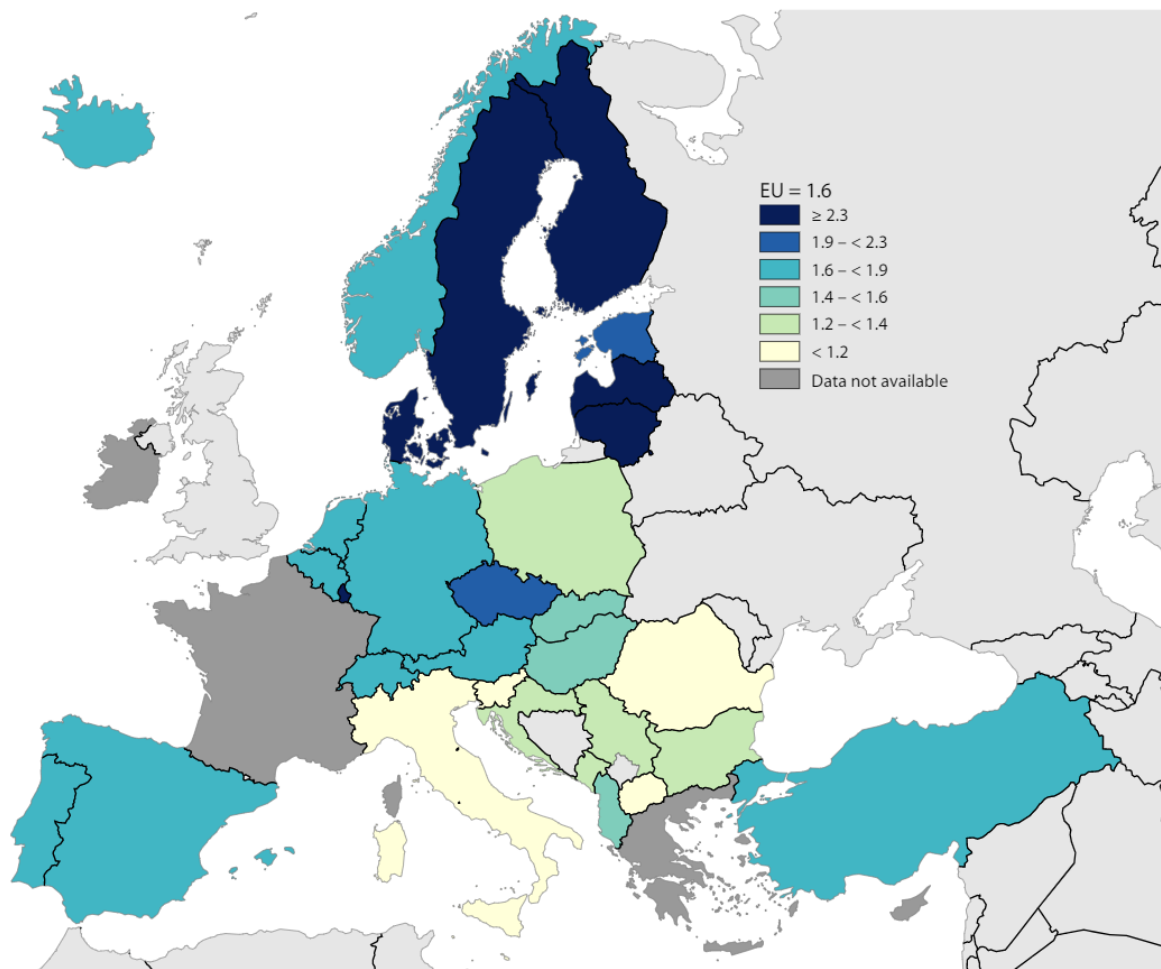 EU = 1.6
≥ 2.3
1.9 – < 2.3
1.6 – < 1.9
1.4 – < 1.6
1.2 – < 1.4
< 1.2
Data not available